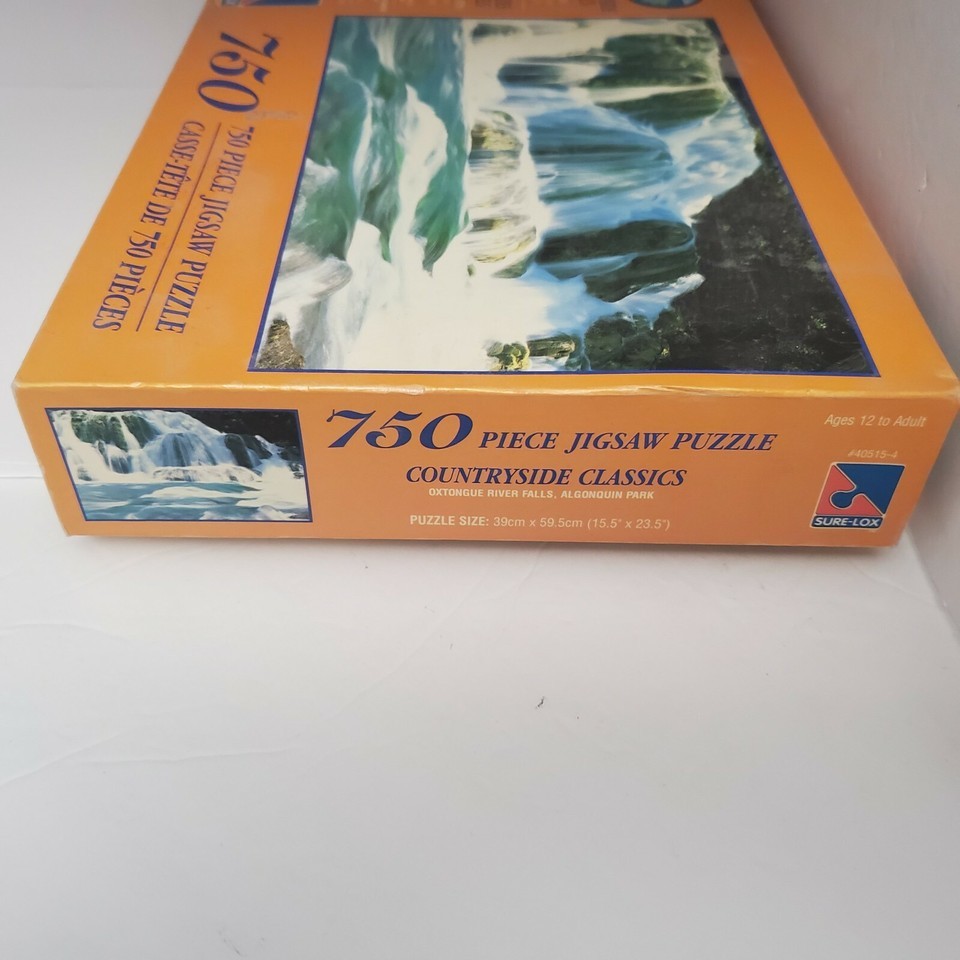 750
750 PIECE JIGSAW PUZZLE
CASSE-TÊTE DE 750 PIÈCES
750 PIECE JIGSAW PUZZLE
COUNTRYSIDE CLASSICS
OXTONGUE RIVER FALLS, ALGONQUIN PARK
PUZZLE SIZE: 39cm x 59.5cm (15.5" x 23.5")
Ages 12 to Adult
#40515-4
SURE-LOX